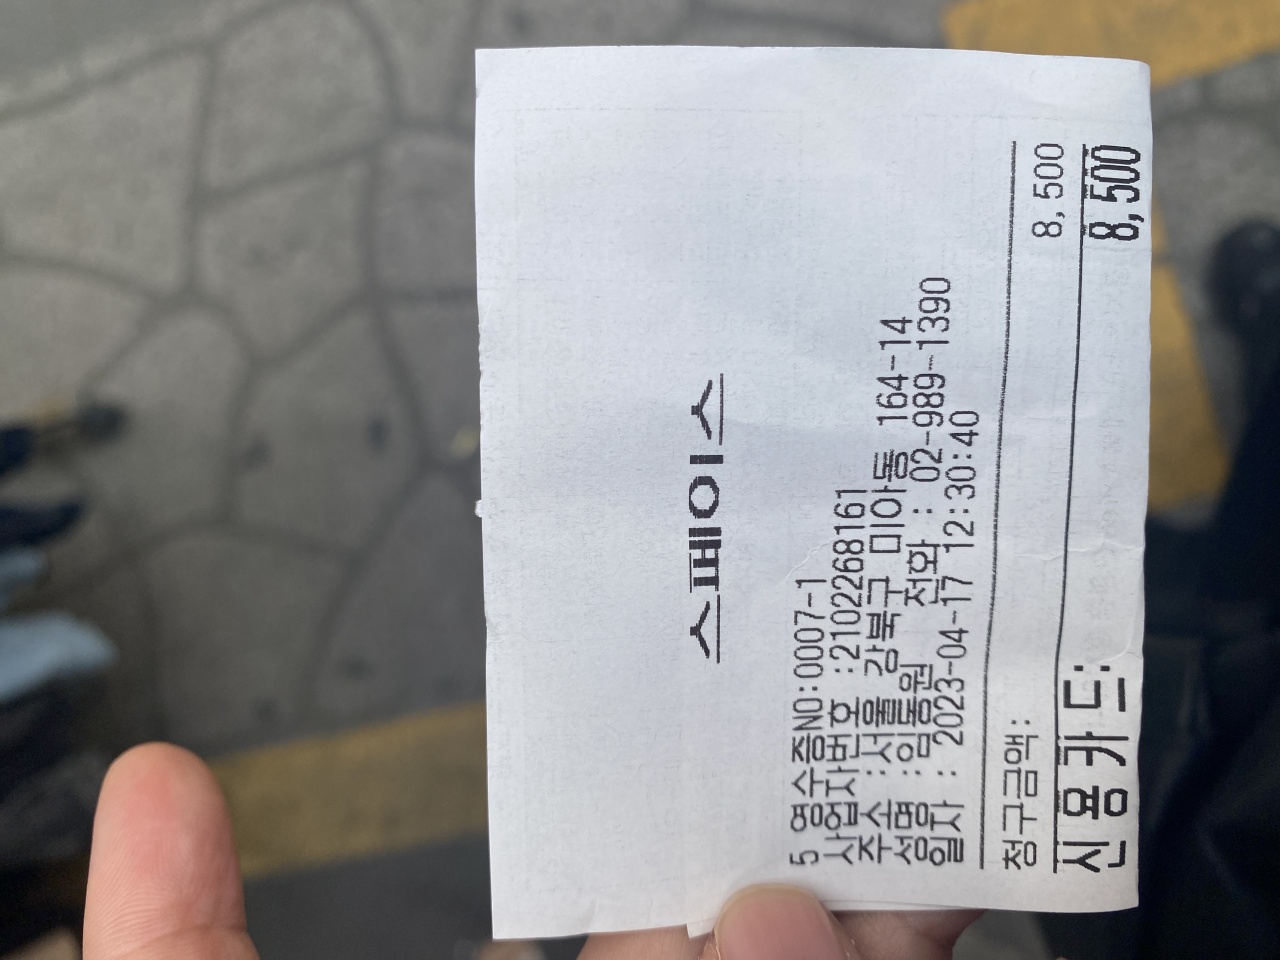 스페이스
5 영수증NO:0007-1
사업자번호 :2102268161
주소 :서울 강북구 미아동 164-14
성명 :임동원 전화 : 02-989-1390
일자 : 2023-04-17 12:30:40
청구금액: 8,500
신용카드: 8,500